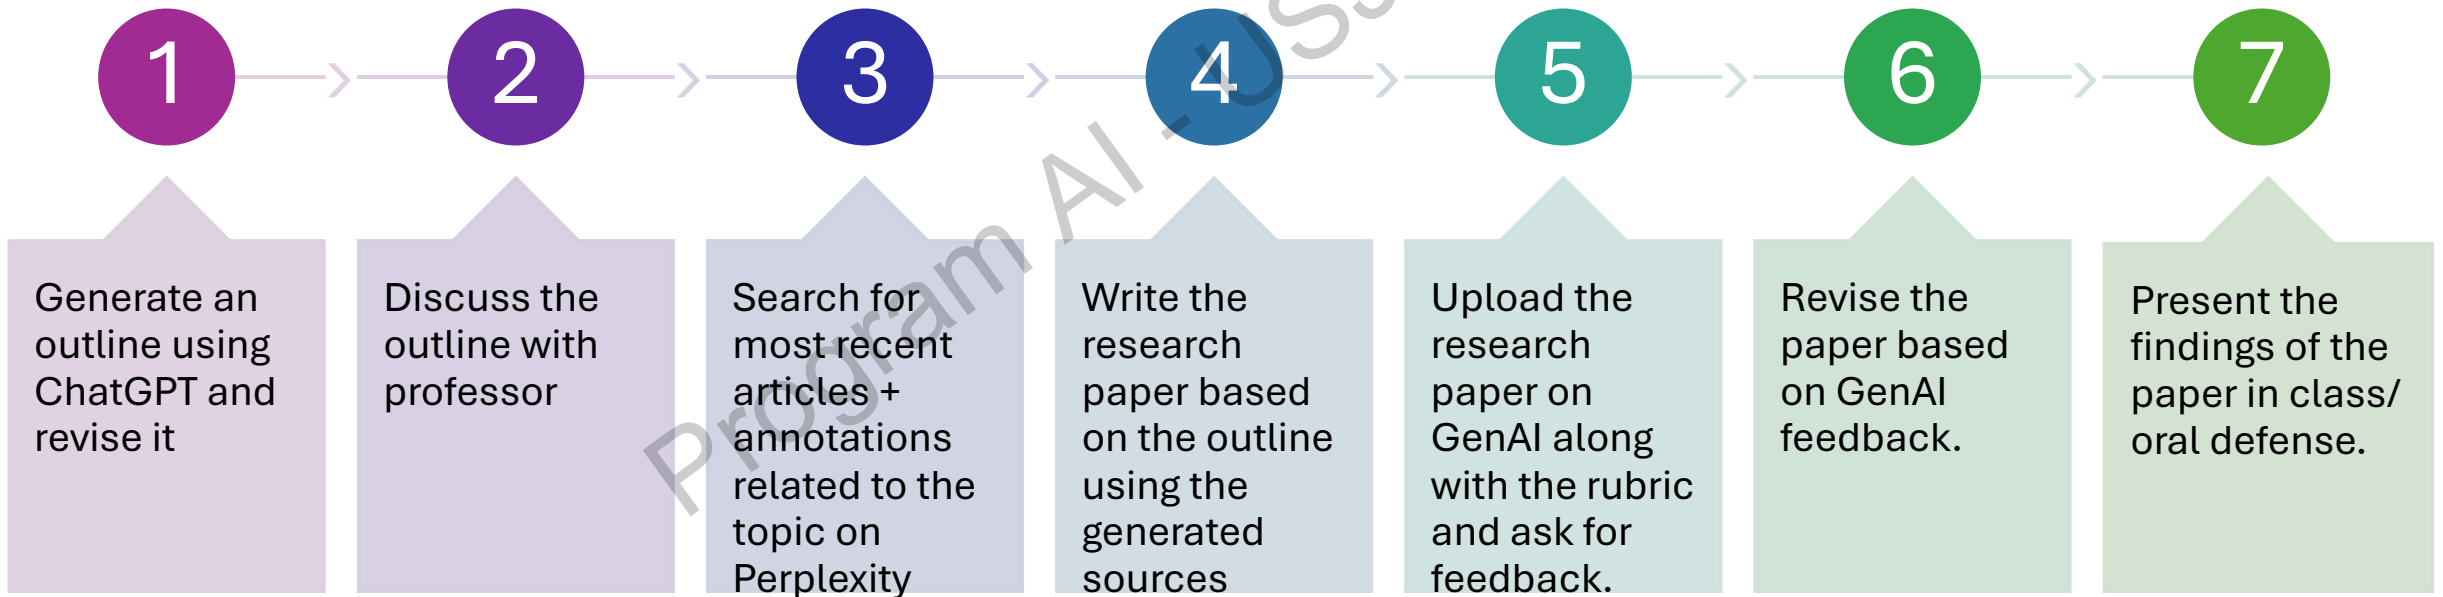 1
2
3
4
5
6
7
Generate an
outline using
ChatGPT and
revise it
Discuss the
outline with
professor
Search for
most recent
articles +
annotations
related to the
topic on
Perplexity
Write the
research
paper based
on the outline
using the
generated
sources
Upload the
research
paper on
GenAI along
with the rubric
and ask for
feedback.
Revise the
paper based
on GenAI
feedback.
Present the
findings of the
paper in class/
oral defense.
Program AI -